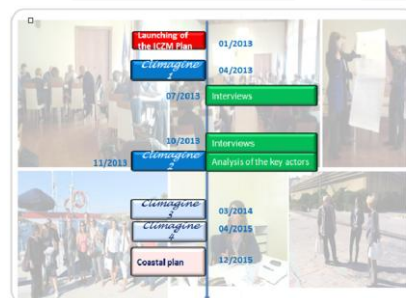 Launching of
the ICZM Plan
01/2013
Climagine
1
04/2013
07/2013
Interviews
10/2013
Interviews
11/2013
Climagine
2
Analysis of the key actors
Climagine
3
03/2014
Climagine
4
04/2015
Coastal plan
12/2015